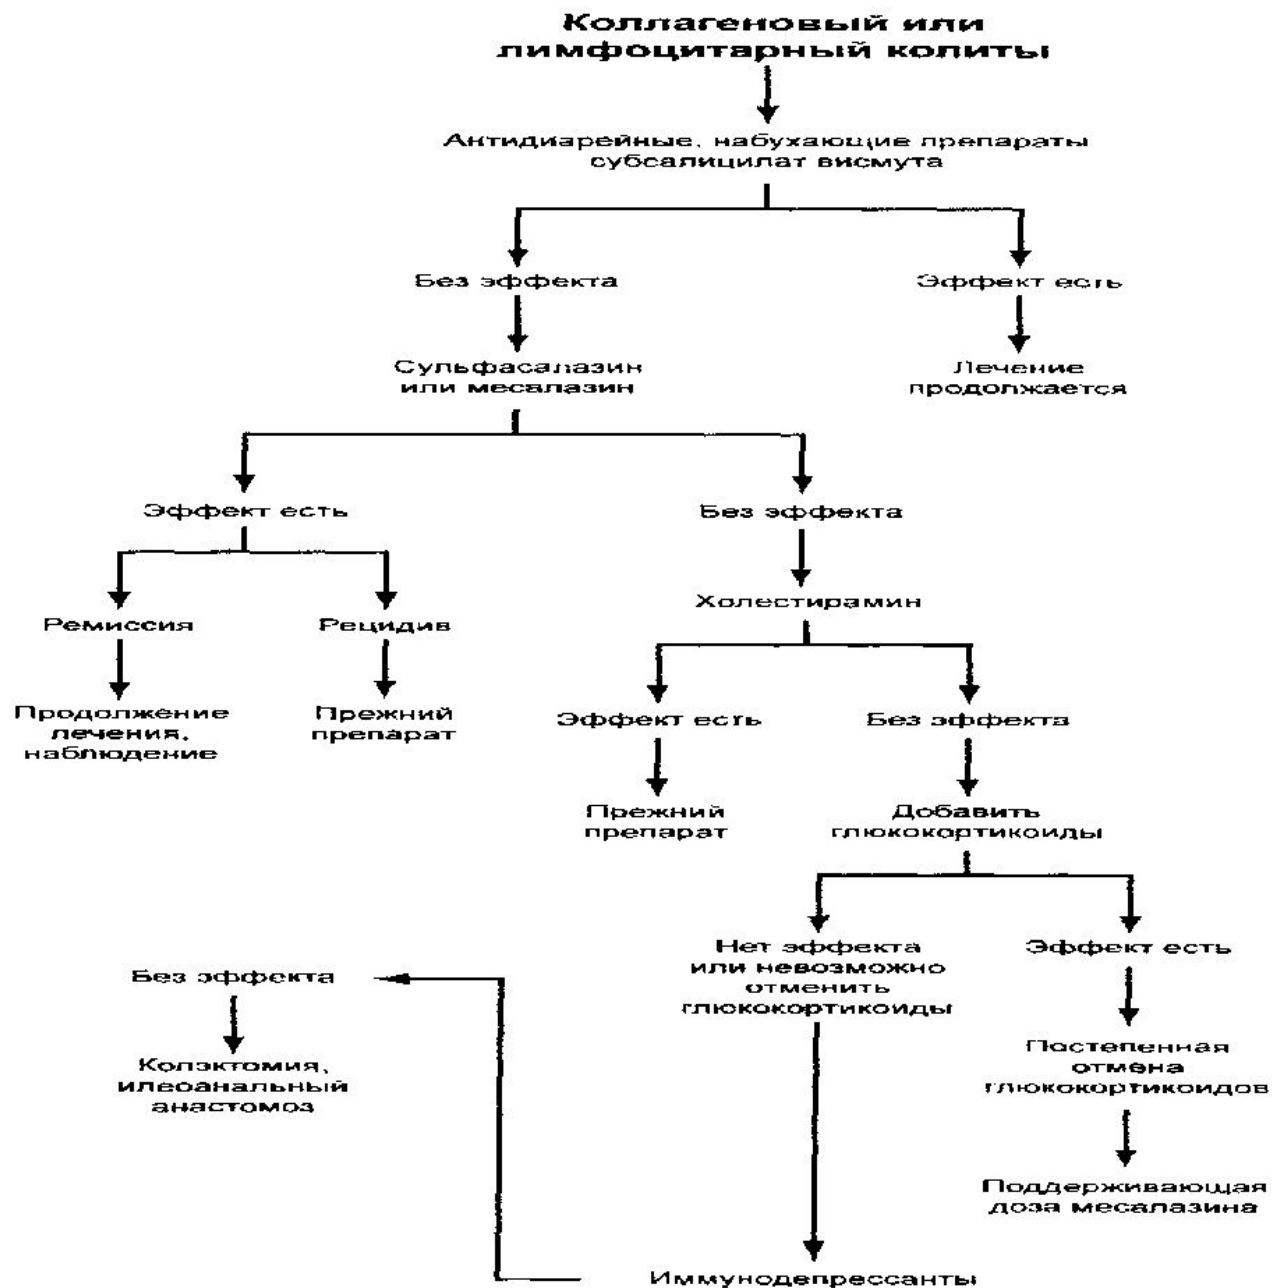 Коллагеновый или
лимфоцитарный колиты
Антидиарейные, набухающие препараты
субсалицилат висмута
Без эффекта
Эффект есть
Сульфасалазин
или месалазин
Лечение
продолжается
Эффект есть
Без эффекта
Ремиссия
Рецидив
Холестирамин
Продолжение
лечения,
наблюдение
Прежний
препарат
Эффект есть
Без эффекта
Прежний
препарат
Добавить
глюкокортикоиды
Нет эффекта
или невозможно
отменить
глюкокортикоиды
Эффект есть
Без эффекта
Колэктомия,
илеоанальный
анастомоз
Постепенная
отмена
глюкокортикоидов
Поддерживающая
доза месалазина
Иммунодепрессанты